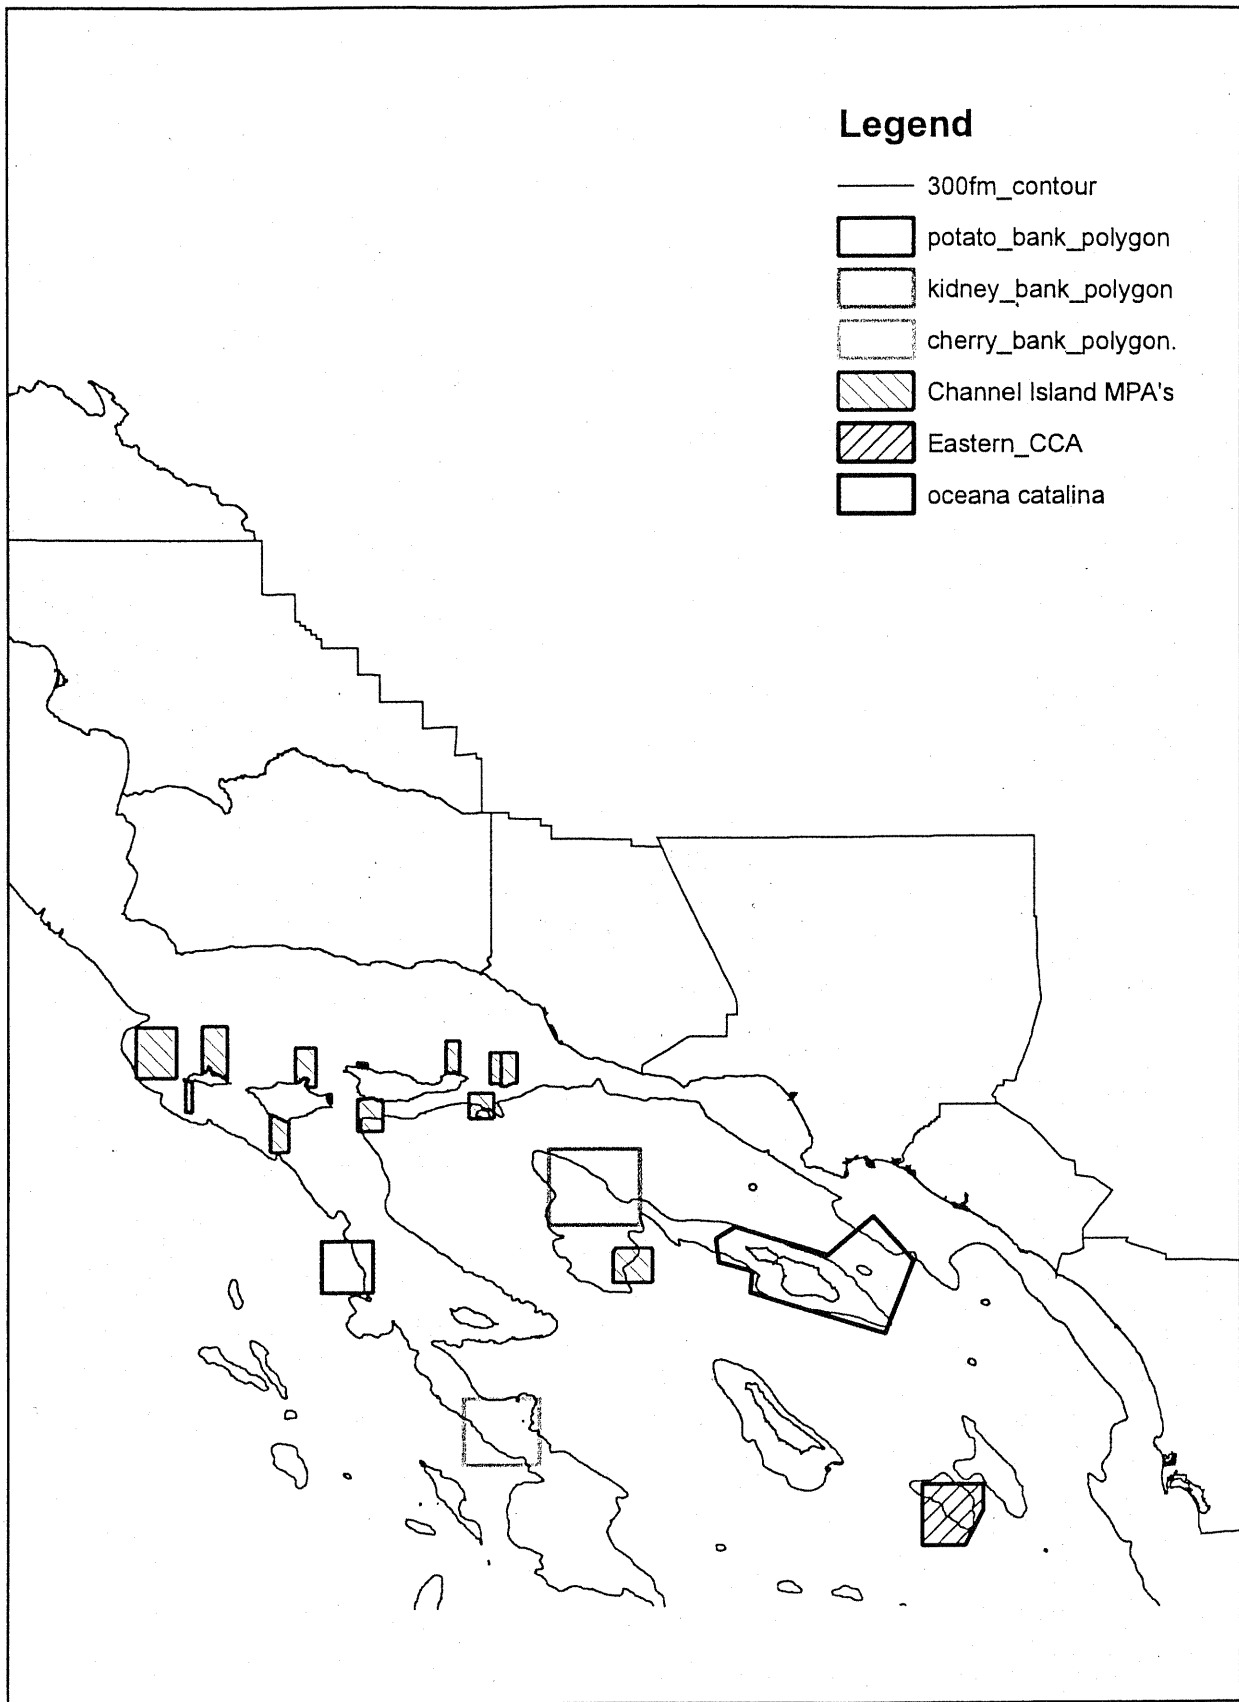 Legend
300fm_contour
potato_bank_polygon
kidney_bank_polygon
cherry_bank_polygon.
Channel Island MPA's
Eastern_CCA
oceana catalina